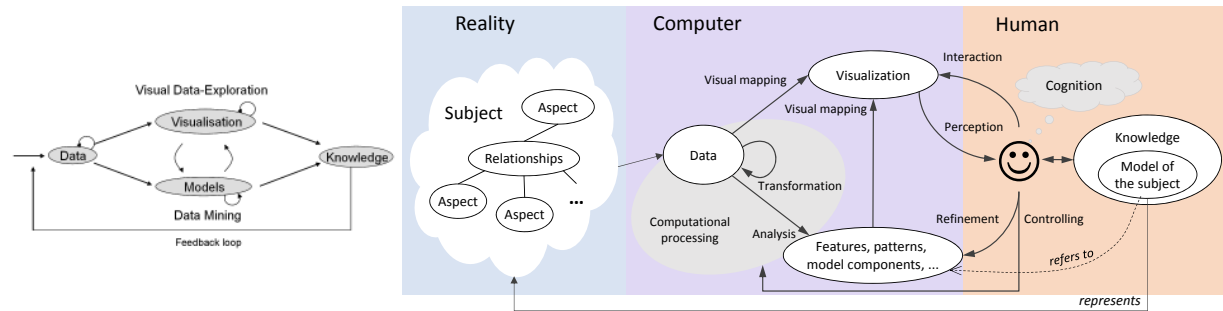 Visual Data-Exploration
Visualisation
Data
Knowledge
Models
Data Mining
Feedback loop
Reality
Computer
Human
Subject
Aspect
Relationships
Aspect
Aspect
...
Visual mapping
Visualization
Visual mapping
Data
Transformation
Computational
processing
Analysis
Features, patterns,
model components, ...
Interaction
Cognition
Perception
Knowledge
Model of
the subject
Refinement
Controlling
refers to
represents